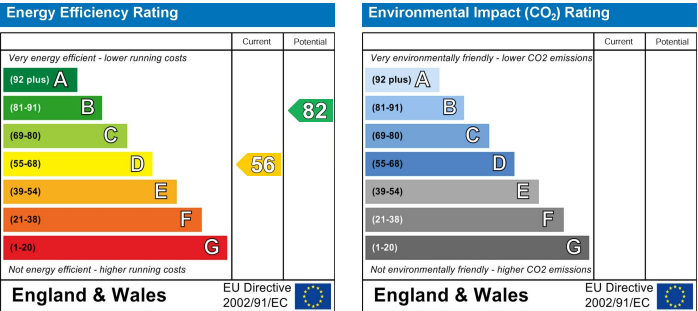 Energy Efficiency Rating
Current Potential
Very energy efficient - lower running costs
(92 plus) A
(81-91) B
82
(69-80) C
(55-68) D
56
(39-54) E
(21-38) F
(1-20) G
Not energy efficient - higher running costs
England & Wales
EU Directive
2002/91/EC
Environmental Impact (CO₂) Rating
Current Potential
Very environmentally friendly - lower CO2 emissions
(92 plus) A
(81-91) B
(69-80) C
(55-68) D
(39-54) E
(21-38) F
(1-20) G
Not environmentally friendly - higher CO2 emissions
England & Wales
EU Directive
2002/91/EC